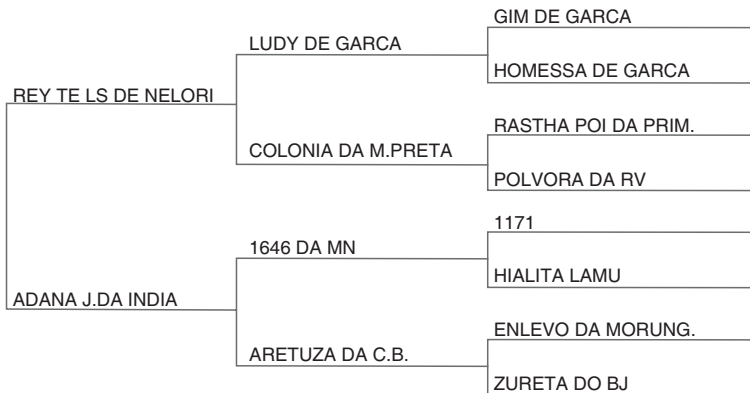 GIM DE GARCA
LUDY DE GARCA
HOMESSA DE GARCA
REY TE LS DE NELORI
RASTHA POI DA PRIM.
COLONIA DA M.PRETA
POLVORA DA RV
1171
1646 DA MN
HIALITA LAMU
ADANA J.DA INDIA
ENLEVO DA MORUNG.
ARETUZA DA C.B.
ZURETA DO BJ